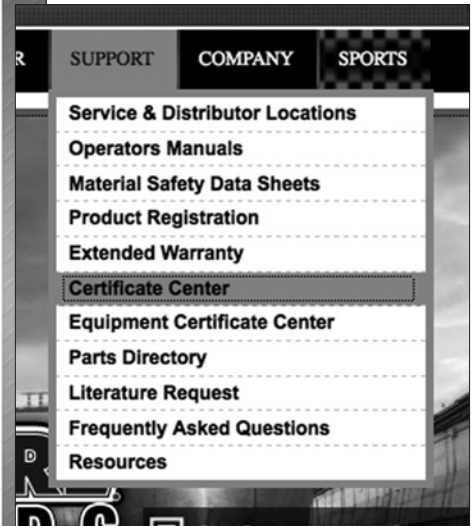 R SUPPORT COMPANY SPORTS
Service & Distributor Locations
Operators Manuals
Material Safety Data Sheets
Product Registration
Extended Warranty
Certificate Center
Equipment Certificate Center
Parts Directory
Literature Request
Frequently Asked Questions
Resources